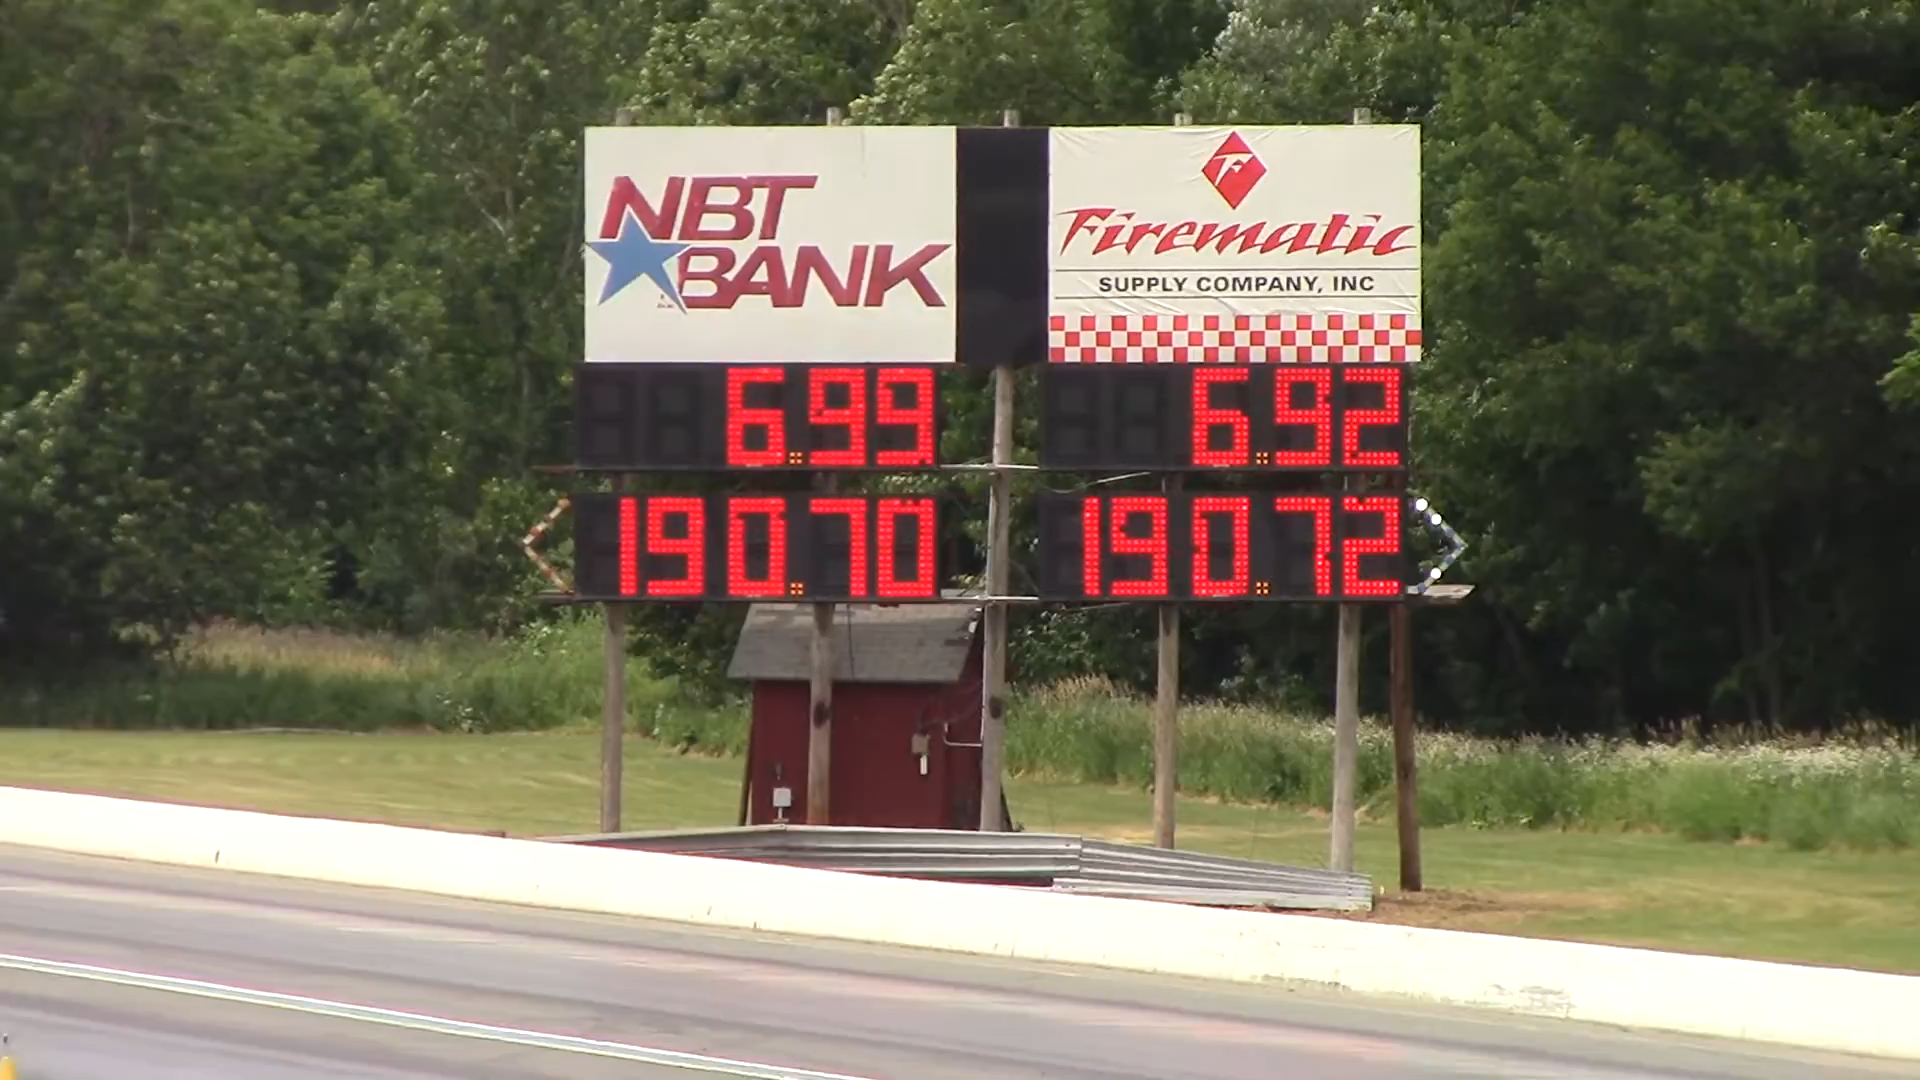 NBT
BANK
F
Firematic
SUPPLY COMPANY, INC
6.99
6.92
190.70
190.72